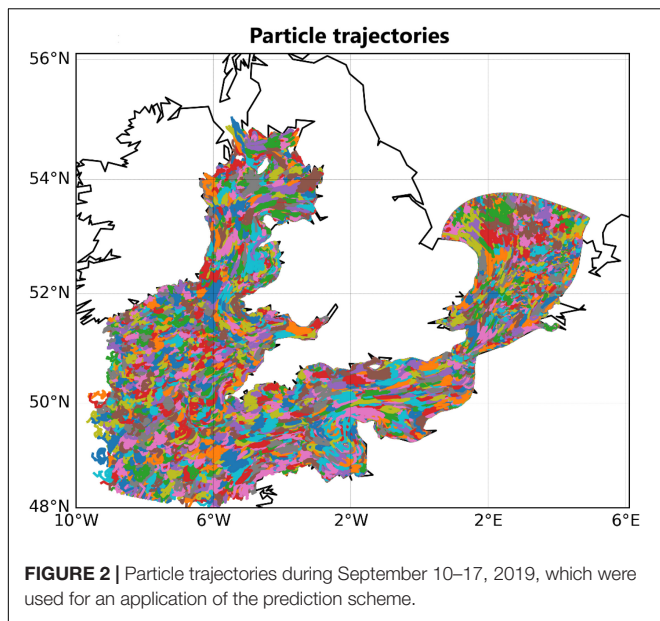 Particle trajectories
56°N
54°N
52°N
50°N
48°N
10°W
6°W
2°W
2°E
6°E
FIGURE 2 | Particle trajectories during September 10–17, 2019, which were
used for an application of the prediction scheme.